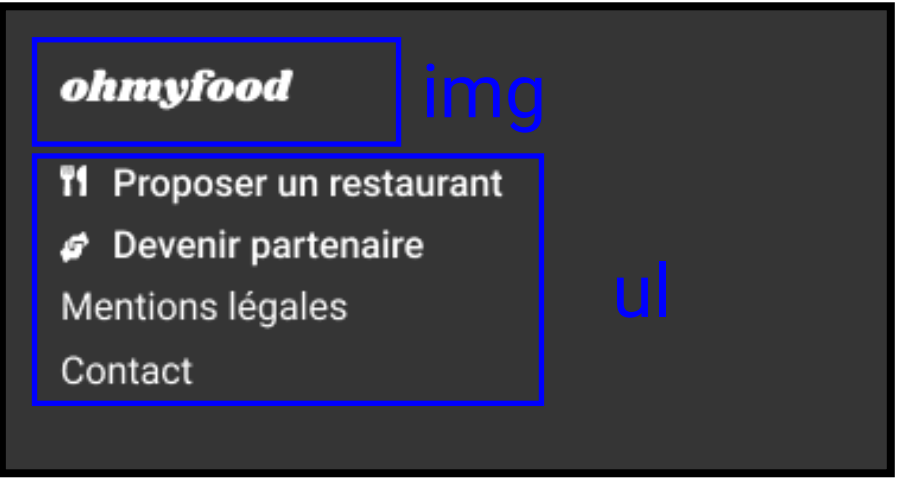 ohmyfood
img
Proposer un restaurant
Devenir partenaire
Mentions légales
Contact
ul